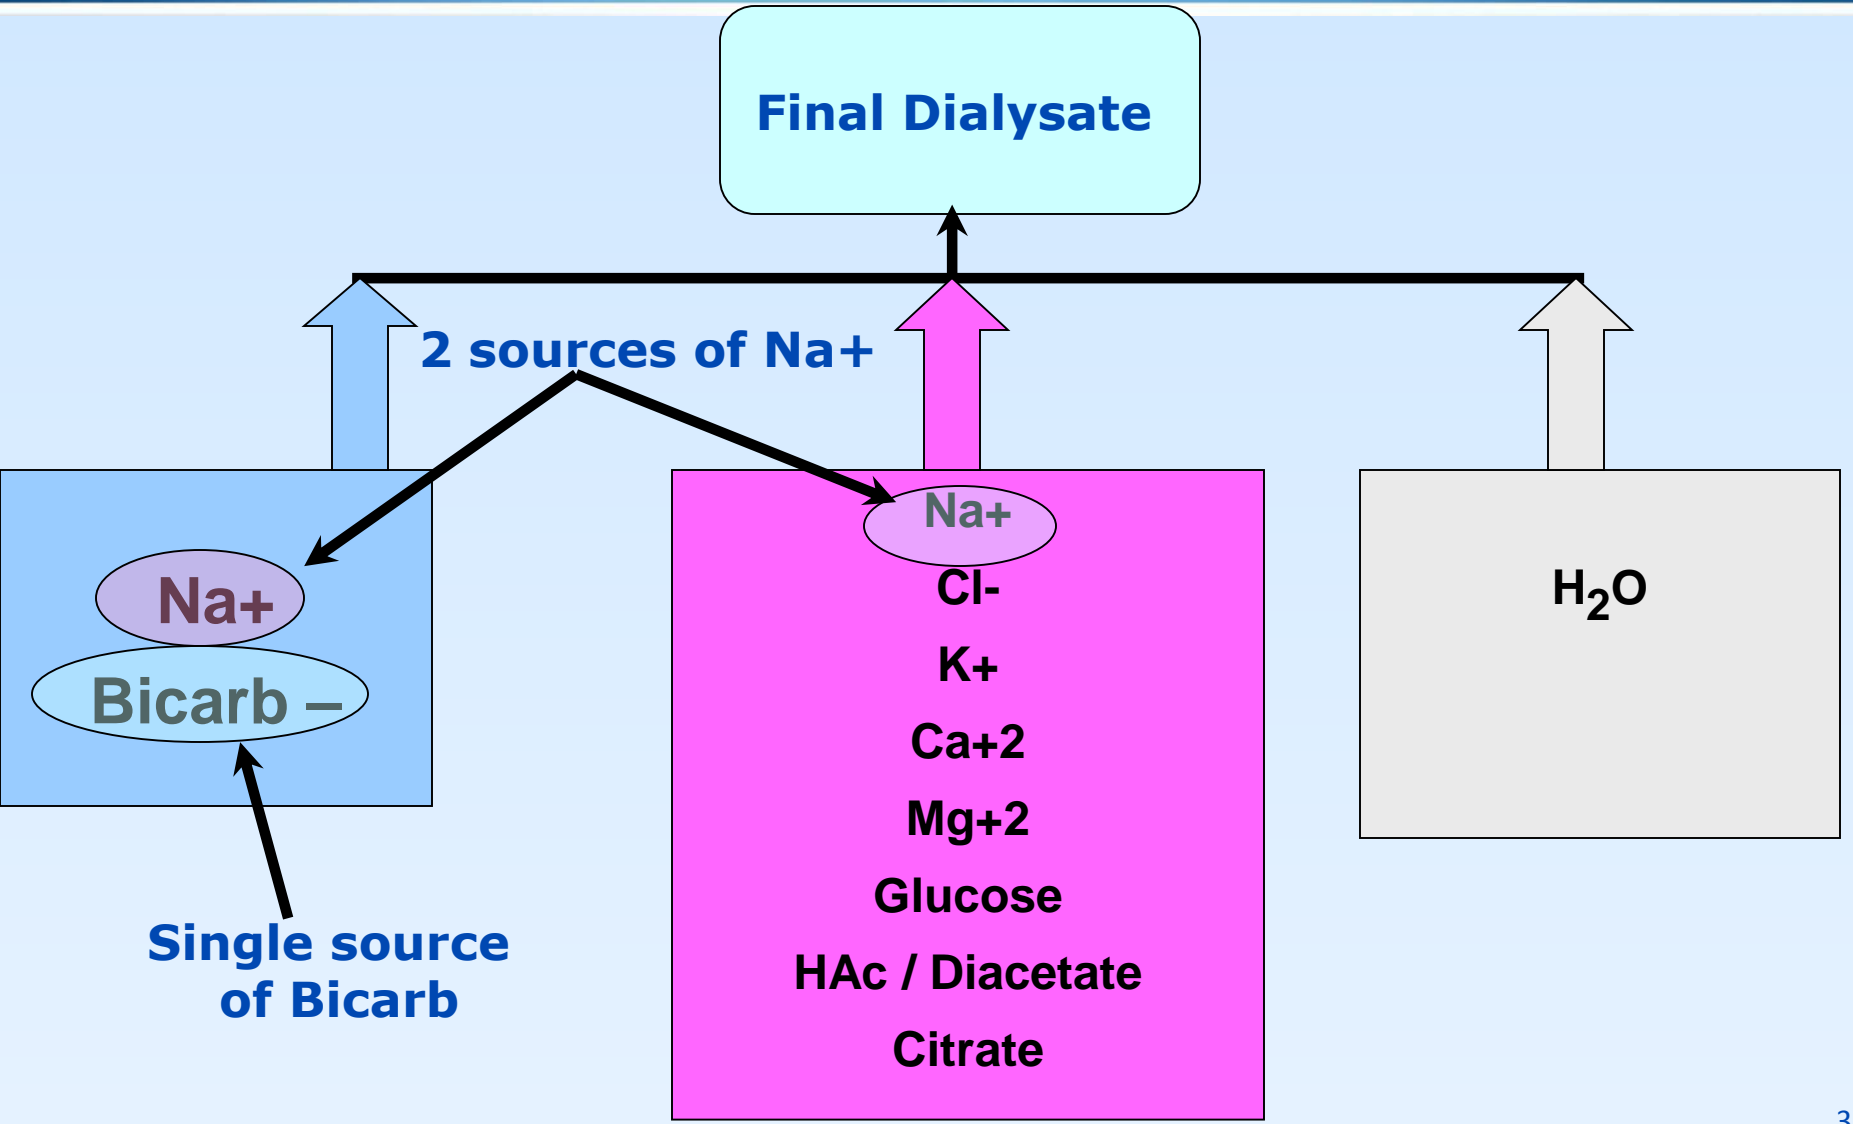 Final Dialysate
2 sources of Na+
Na+
Bicarb –
Single source
of Bicarb
Na+
Cl-
K+
Ca+2
Mg+2
Glucose
HAc / Diacetate
Citrate
H₂O
3